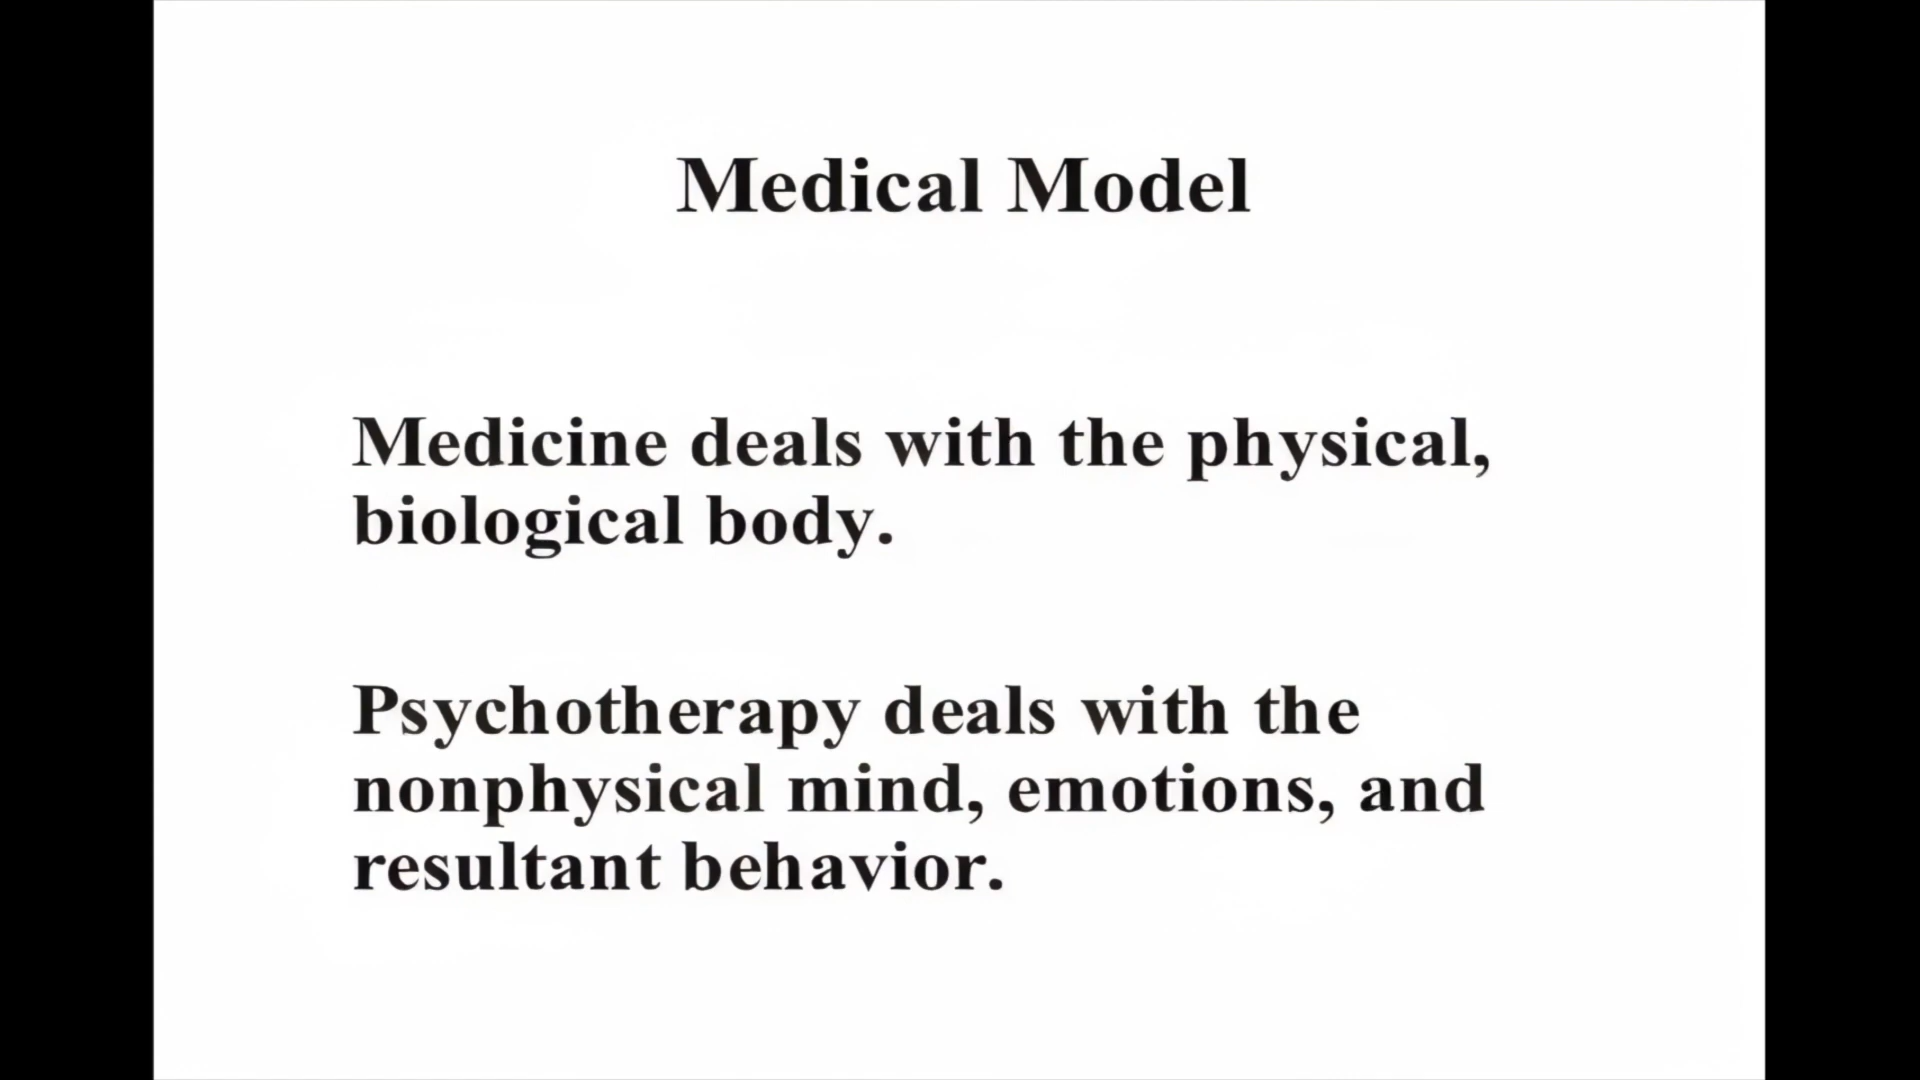 Medical Model
Medicine deals with the physical,
biological body.
Psychotherapy deals with the
nonphysical mind, emotions, and
resultant behavior.